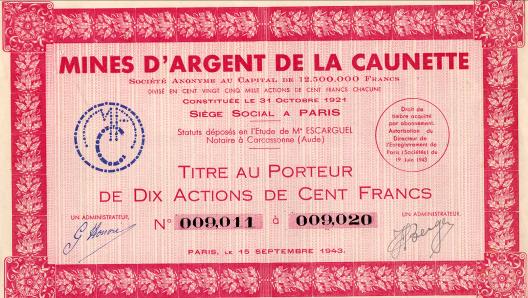 MINES D'ARGENT DE LA CAUNETTE
SOCIÉTÉ ANONYME AU CAPITAL DE 12.500.000 FRANCS
DIVISÉ EN CENT VINGT CINQ MILLE ACTIONS DE CENT FRANCS CHACUNE
CONSTITUÉE LE 31 OCTOBRE 1921
SIÈGE SOCIAL A PARIS
Statuts déposés en l'Etude de Me ESCARGUEL
Notaire à Carcassonne (Aude)
Droit de
timbre acquitté
par abonnement.
Autorisation du
Directeur de
l'Enregistrement de
Paris (Sociétés) du
19 Juin 1943
TITRE AU PORTEUR
DE DIX ACTIONS DE CENT FRANCS
UN ADMINISTRATEUR,
N° 009,011 à 009,020
UN ADMINISTRATEUR,
PARIS, LE 15 SEPTEMBRE 1943.